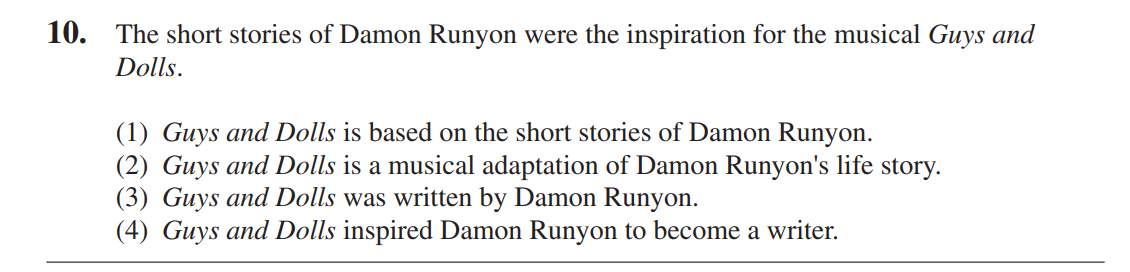 10. The short stories of Damon Runyon were the inspiration for the musical Guys and
Dolls.
(1) Guys and Dolls is based on the short stories of Damon Runyon.
(2) Guys and Dolls is a musical adaptation of Damon Runyon's life story.
(3) Guys and Dolls was written by Damon Runyon.
(4) Guys and Dolls inspired Damon Runyon to become a writer.